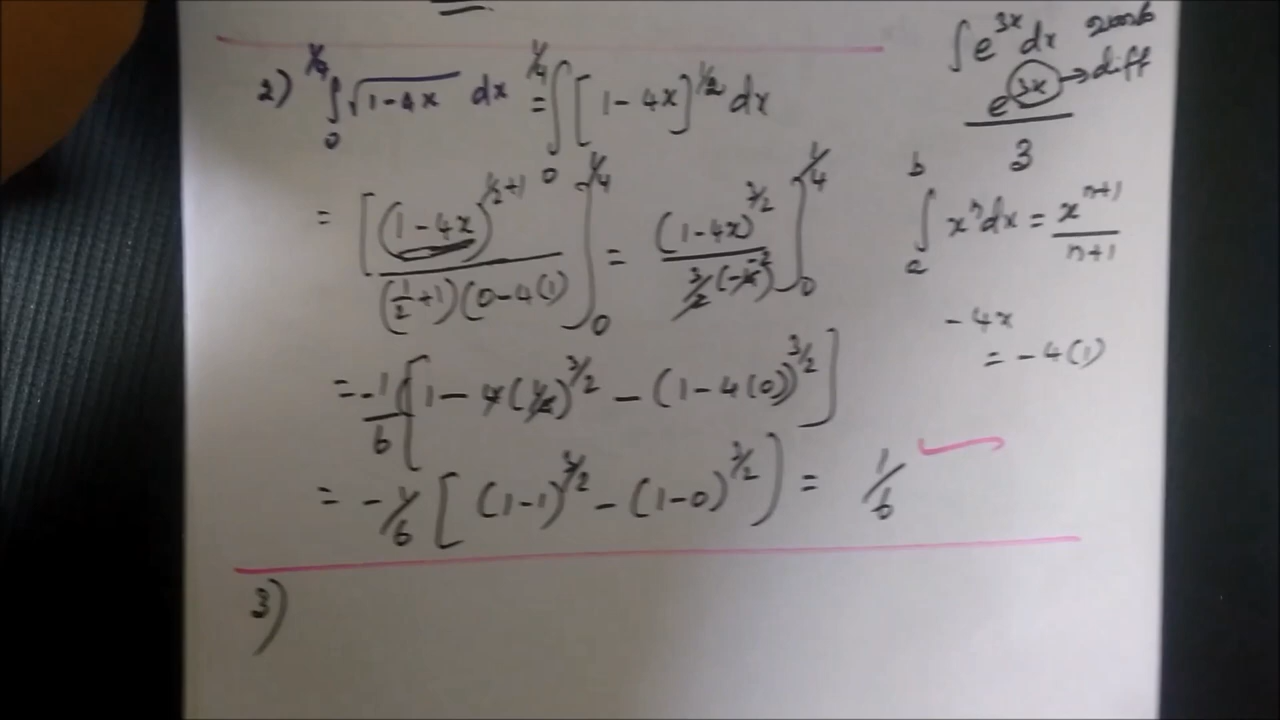 2) ∫₀^{1/4} √(1-4x) dx = ∫₀^{1/4} [1-4x]^{1/2} dx
= [(1-4x)^{1/2+1} / (1/2+1)(0-4(1))]₀^{1/4} = (1-4x)^{3/2} / 3/2(-4)^{-2}]₀^{1/4}
= -1/6 [1-4(1/4)^{3/2} - (1-4(0))^{3/2}]
= -1/6 [(1-1)^{3/2} - (1-0)^{3/2}] = 1/6
3)
∫e^{3x} dx
e^{3x} → diff
3
∫_a^b xⁿ dx = x^{n+1} / n+1
-4x
= -4(1)